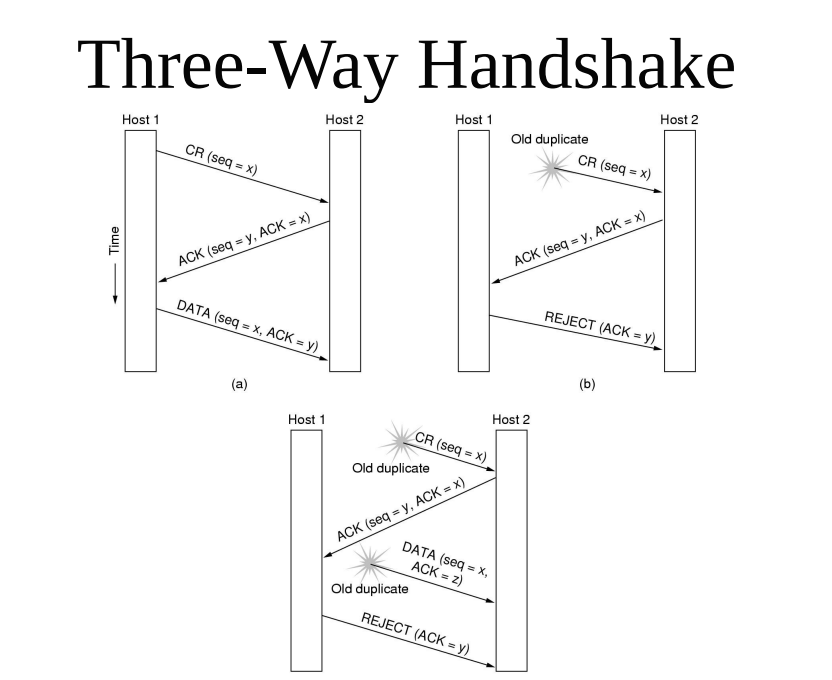 Three-Way Handshake
Host 1
Host 2
CR (seq = x)
ACK (seq = y, ACK = x)
Time
DATA (seq = x, ACK = y)
(a)
Host 1
Host 2
Old duplicate
CR (seq = x)
ACK (seq = y, ACK = x)
REJECT (ACK = y)
(b)
Host 1
Host 2
CR (seq = x)
Old duplicate
ACK (seq = y, ACK = x)
DATA (seq = x,
ACK = z)
Old duplicate
REJECT (ACK = y)